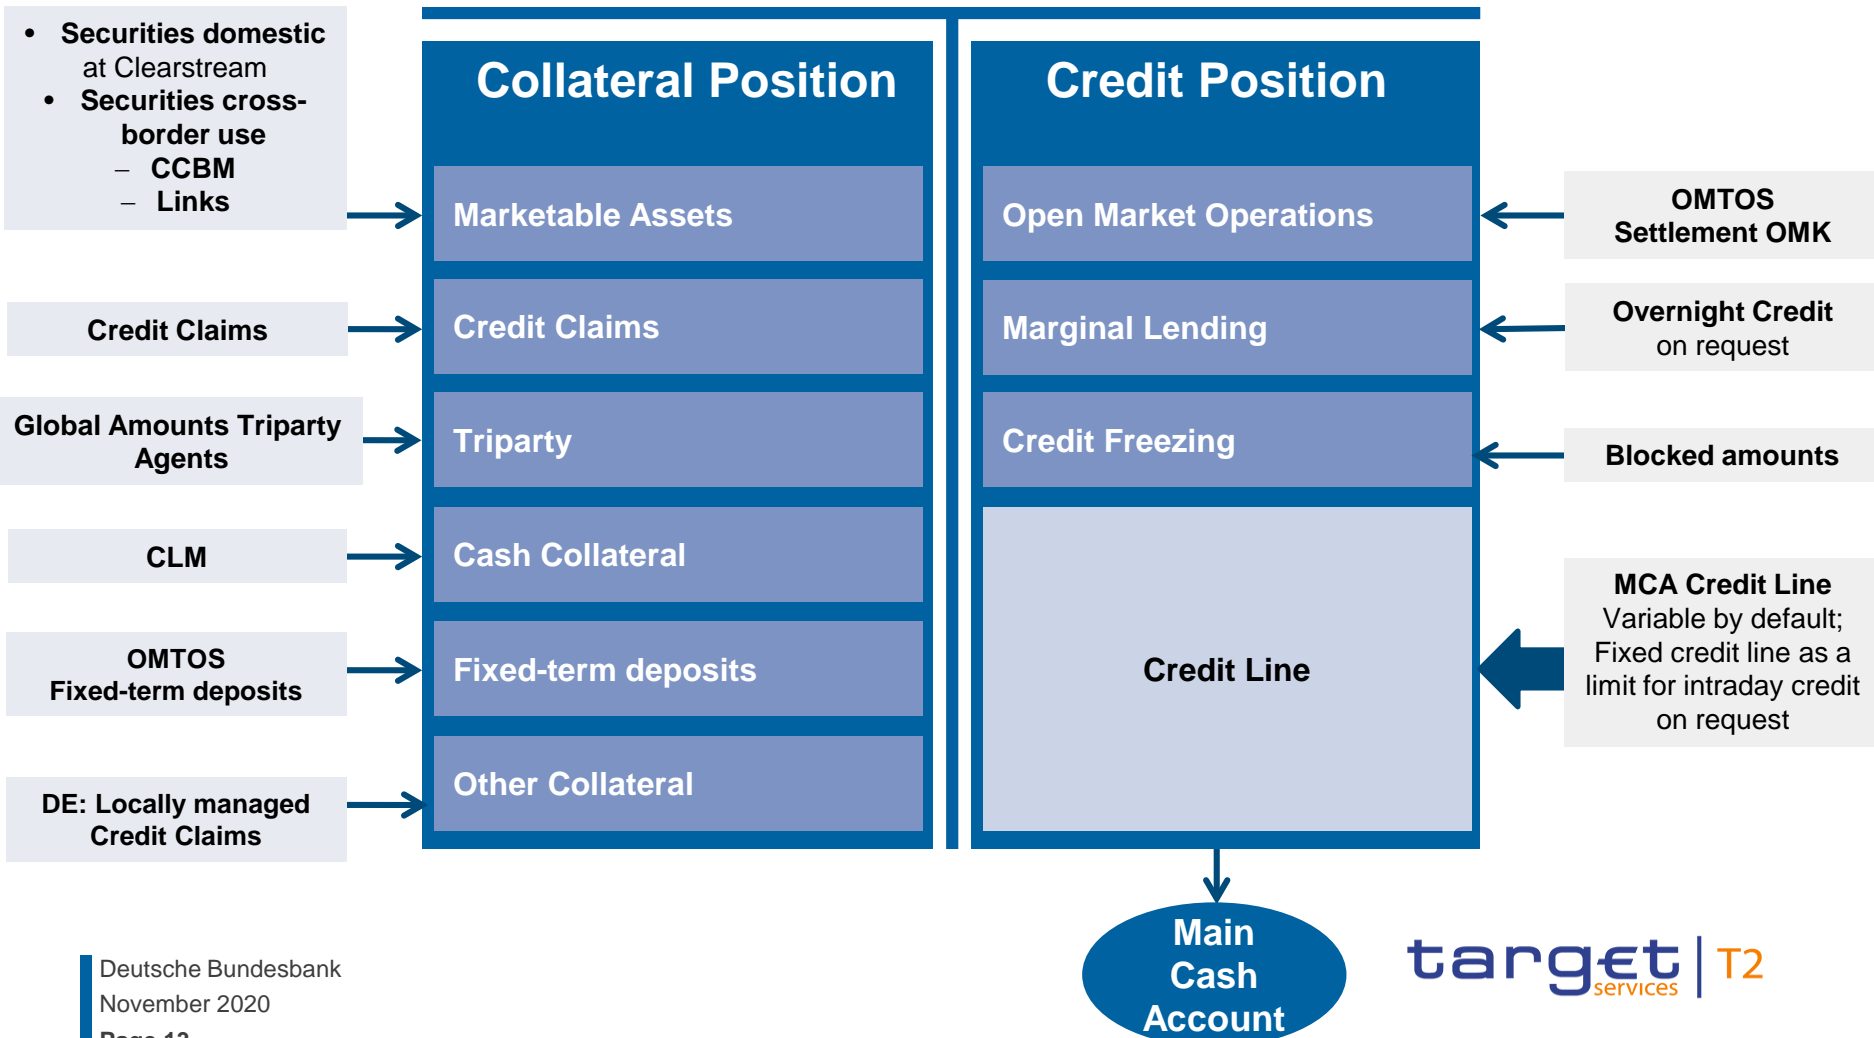 • Securities domestic
at Clearstream
• Securities cross-
border use
– CCBM
– Links
Credit Claims
Global Amounts Triparty
Agents
CLM
OMTOS
Fixed-term deposits
DE: Locally managed
Credit Claims
Collateral Position
Marketable Assets
Credit Claims
Triparty
Cash Collateral
Fixed-term deposits
Other Collateral
Credit Position
Open Market Operations
Marginal Lending
Credit Freezing
Credit Line
OMTOS
Settlement OMK
Overnight Credit
on request
Blocked amounts
MCA Credit Line
Variable by default;
Fixed credit line as a
limit for intraday credit
on request
Main
Cash
Account
Deutsche Bundesbank
November 2020
target | T2
services